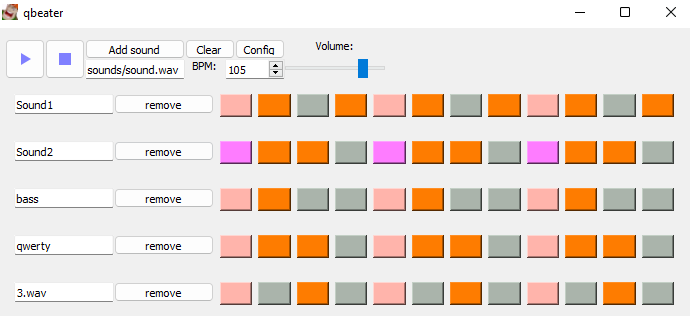 qbeater
Add sound Clear Config Volume:
sounds/sound.wav BPM: 105
Sound1 remove
Sound2 remove
bass remove
qwerty remove
3.wav remove